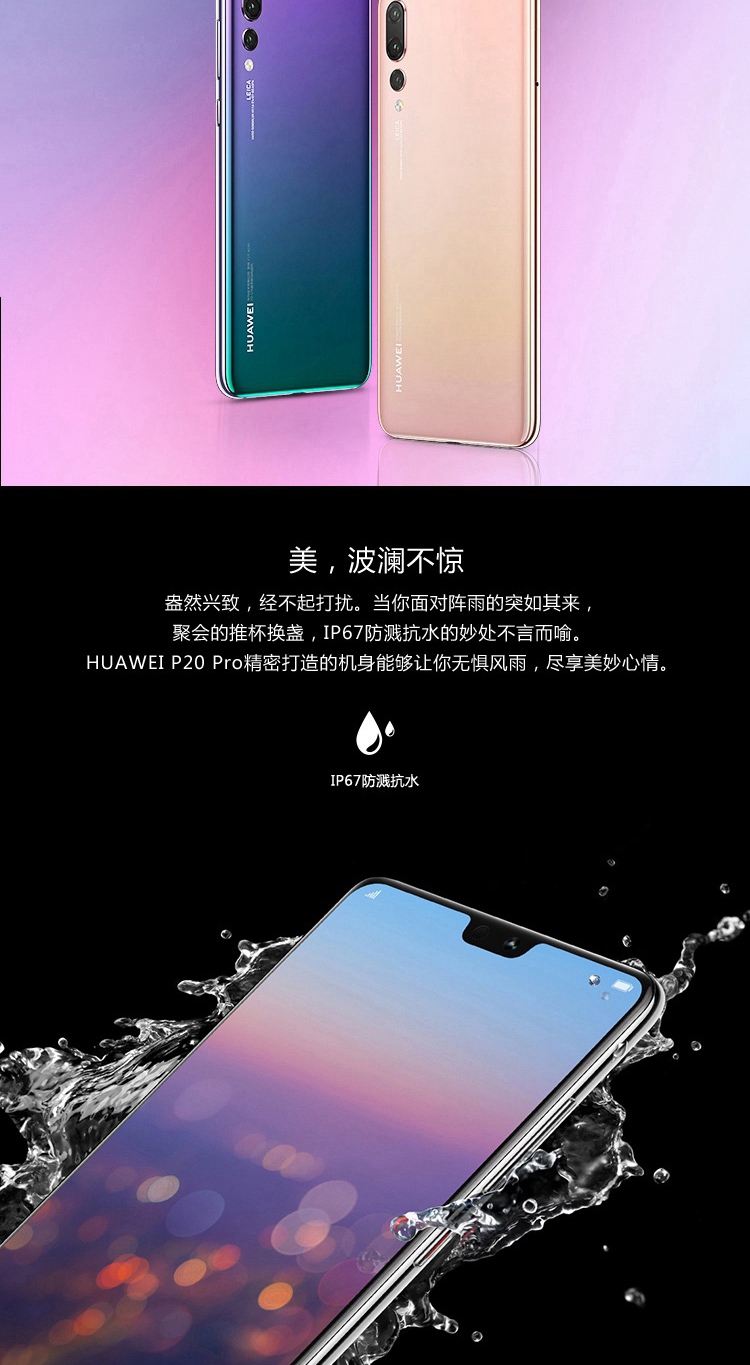 LEICA
HUAWEI
LEICA
HUAWEI
美，波澜不惊
盎然兴致，经不起打扰。当你面对阵雨的突如其来，
聚会的推杯换盏，IP67防溅抗水的妙处不言而喻。
HUAWEI P20 Pro精密打造的机身能够让你无惧风雨，尽享美妙心情。
IP67防溅抗水